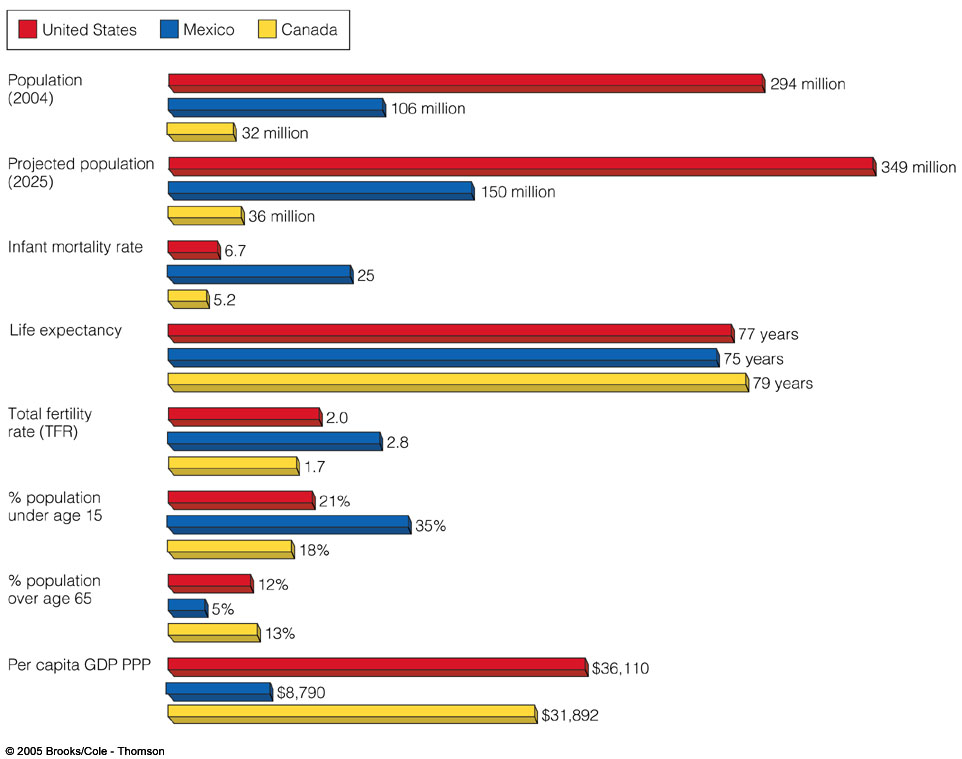 United States Mexico Canada
Population
(2004)
294 million
106 million
32 million
Projected population
(2025)
349 million
150 million
36 million
Infant mortality rate
6.7
25
5.2
Life expectancy
77 years
75 years
79 years
Total fertility
rate (TFR)
2.0
2.8
1.7
% population
under age 15
21%
35%
18%
% population
over age 65
12%
5%
13%
Per capita GDP PPP
$36,110
$8,790
$31,892
© 2005 Brooks/Cole - Thomson